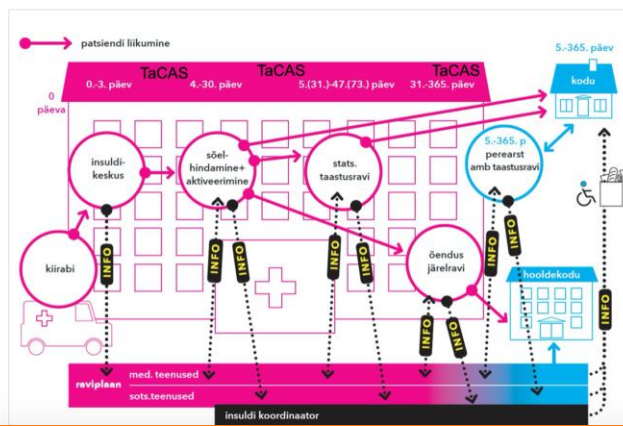 patsiendi liikumine
5.-365. päev
TaCAS
TaCAS
TaCAS
0.-3. päev
4.-30. päev
5.(31.)-47.(73.) päev
31.-365. päev
kodu
0
päeva
insuldi-
keskus
sõel-
hindamine+
aktiveerimine
stats.
taastusravi
5.-365. p
perearst
amb taastusravi
INFO
INFO
INFO
INFO
INFO
INFO
INFO
kiirabi
õendus
järelravi
hooldekodu
INFO
INFO
INFO
raviplaan
med. teenused
sots.teenused
insuldi koordinaator